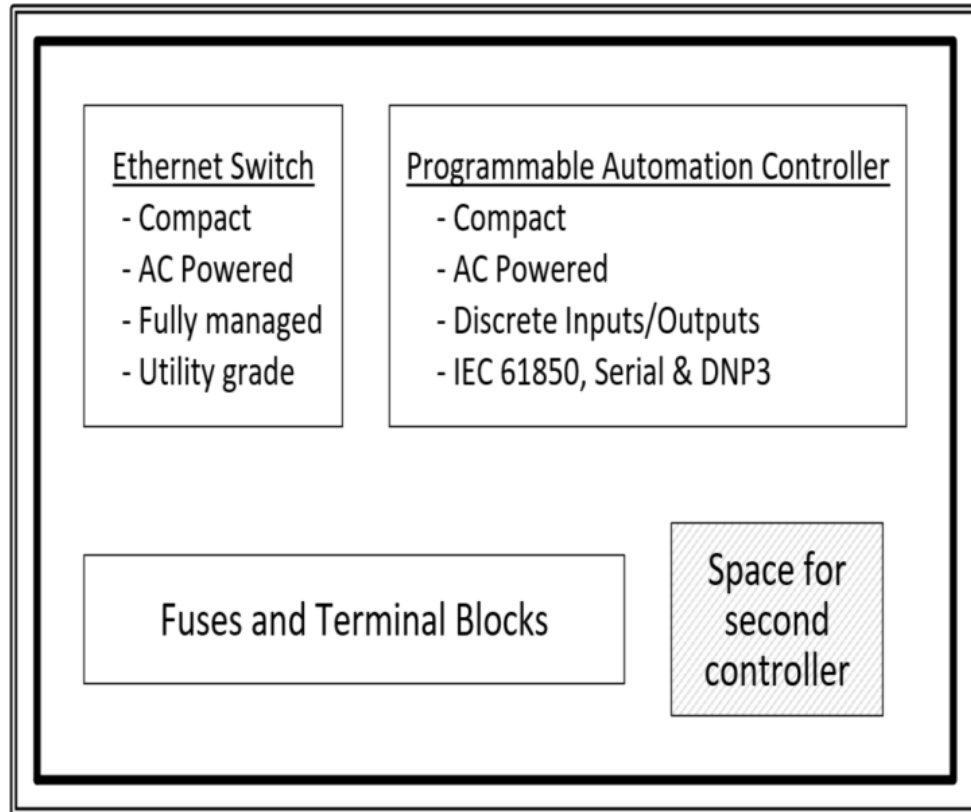 Ethernet Switch
- Compact
- AC Powered
- Fully managed
- Utility grade
Programmable Automation Controller
- Compact
- AC Powered
- Discrete Inputs/Outputs
- IEC 61850, Serial & DNP3
Fuses and Terminal Blocks
Space for
second
controller